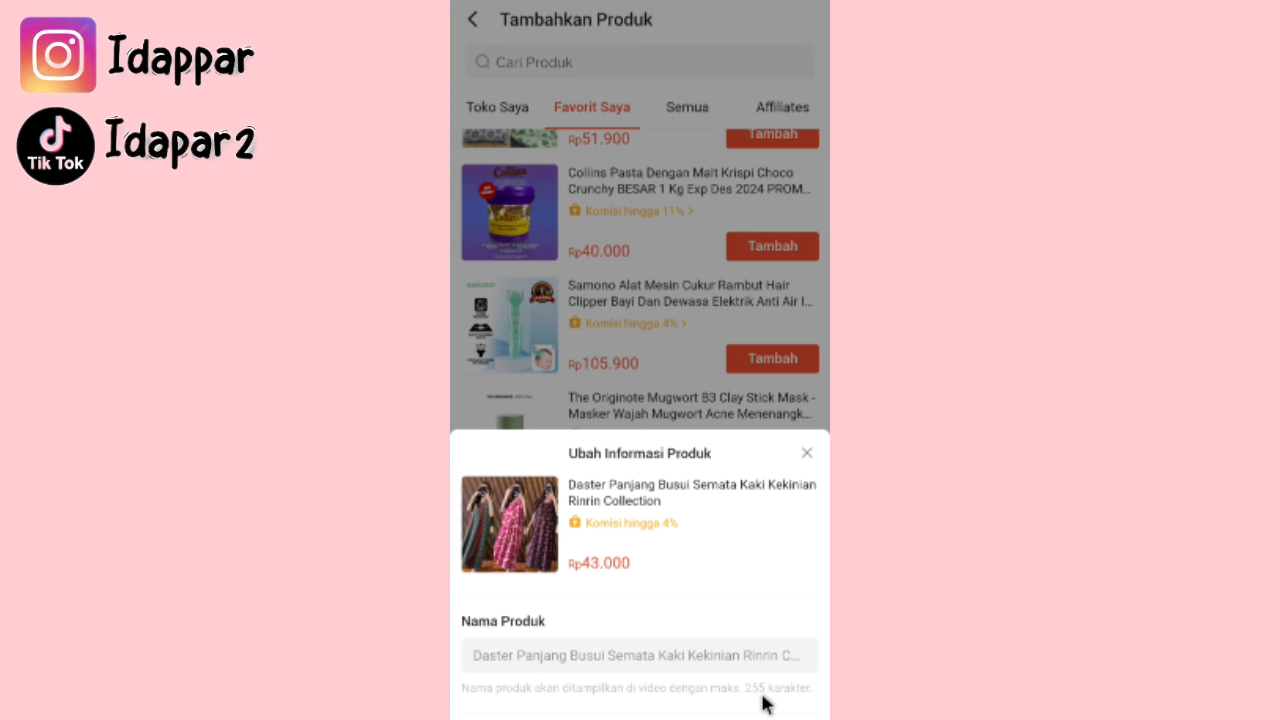 Idappar
Tik Tok
Idapar2
Tambahkan Produk
Cari Produk
Toko Saya
Favorit Saya
Semua
Affiliates
Rp51.900
Tambah
Collins
Collins Pasta Dengan Malt Krispi Choco
Crunchy BESAR 1 Kg Exp Des 2024 PROM...
Komisi hingga 11% >
Rp40.000
Tambah
SAMONO
Samono Alat Mesin Cukur Rambut Hair
Clipper Bayi Dan Dewasa Elektrik Anti Air I...
Komisi hingga 4% >
Rp105.900
Tambah
The Originote Mugwort B3 Clay Stick Mask -
Masker Wajah Mugwort Acne Menenangk...
Ubah Informasi Produk
Daster Panjang Busui Semata Kaki Kekinian
Rinrin Collection
Komisi hingga 4%
Rp43.000
Nama Produk
Daster Panjang Busui Semata Kaki Kekinian Rinrin C...
Nama produk akan ditampilkan di video dengan maks. 255 karakter.